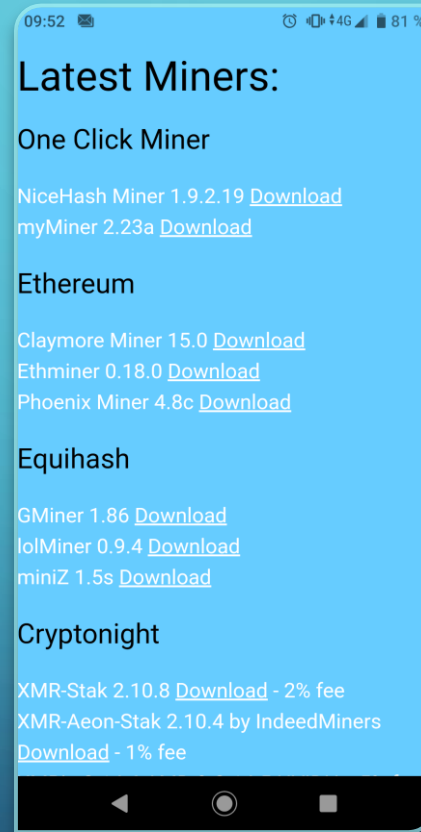 09:52 4G 81 %
Latest Miners:
One Click Miner
NiceHash Miner 1.9.2.19 Download
myMiner 2.23a Download
Ethereum
Claymore Miner 15.0 Download
Ethminer 0.18.0 Download
Phoenix Miner 4.8c Download
Equihash
GMiner 1.86 Download
lolMiner 0.9.4 Download
miniZ 1.5s Download
Cryptonight
XMR-Stak 2.10.8 Download - 2% fee
XMR-Aeon-Stak 2.10.4 by IndeedMiners
Download - 1% fee